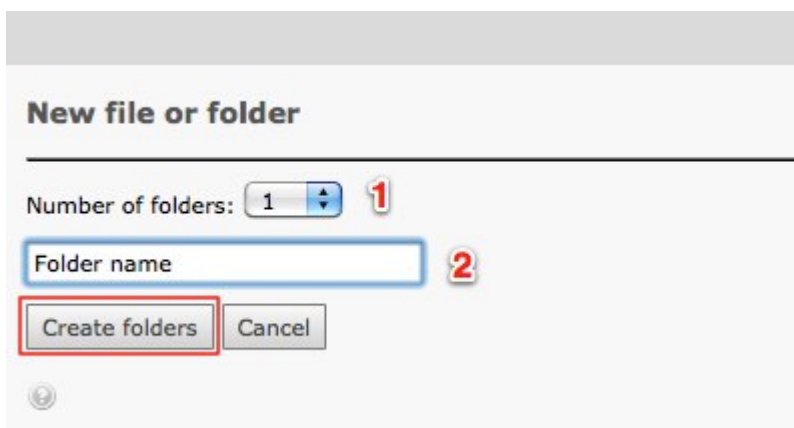 New file or folder
Number of folders: 1 1
Folder name 2
Create folders Cancel
?